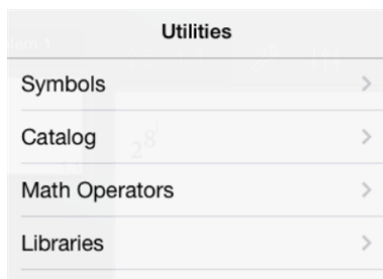 Utilities
Symbols
Catalog
Math Operators
Libraries